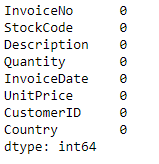 InvoiceNo 0
StockCode 0
Description 0
Quantity 0
InvoiceDate 0
UnitPrice 0
CustomerID 0
Country 0
dtype: int64